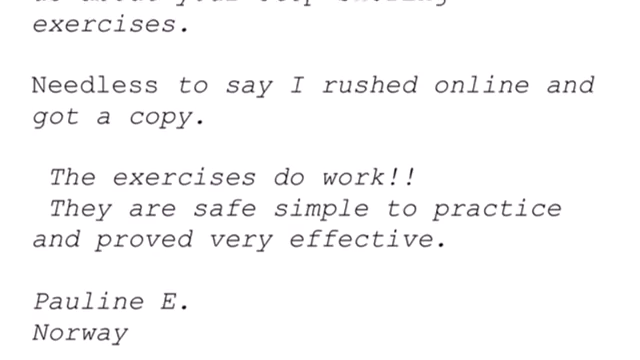 exercises.
Needless to say I rushed online and
got a copy.
The exercises do work!!
They are safe simple to practice
and proved very effective.
Pauline E.
Norway